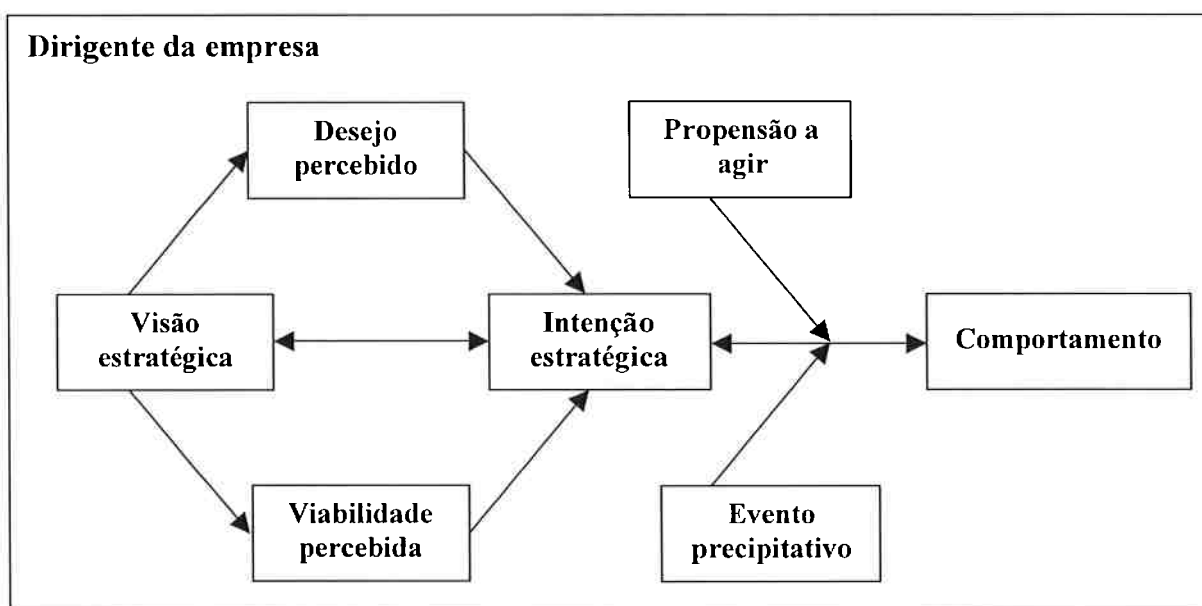 Dirigente da empresa
Desejo
percebido
Propensão a
agir
Visão
estratégica
Intenção
estratégica
Comportamento
Viabilidade
percebida
Evento
precipitativo